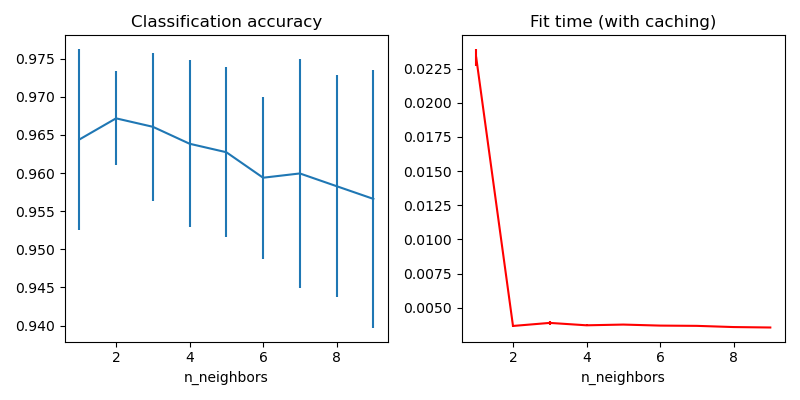 Classification accuracy
0.975
0.970
0.965
0.960
0.955
0.950
0.945
0.940
2 4 6 8
n_neighbors
Fit time (with caching)
0.0225
0.0200
0.0175
0.0150
0.0125
0.0100
0.0075
0.0050
2 4 6 8
n_neighbors